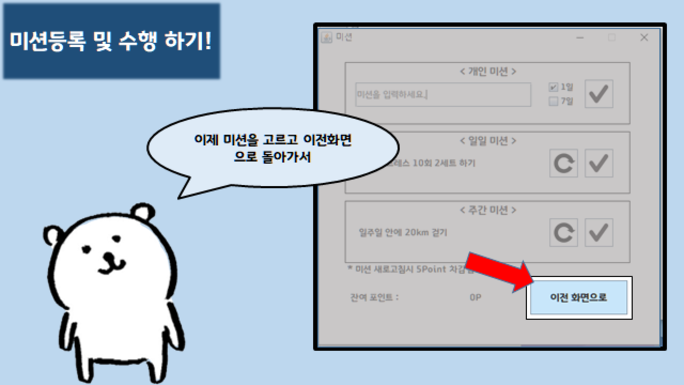 미션등록 및 수행 하기!
미션
이제 미션을 고르고 이전화면
으로 돌아가서
< 개인 미션 >
미션을 입력하세요.
1일
7일
< 일일 미션 >
10회 2세트 하기
< 주간 미션 >
일주일 안에 20km 걷기
* 미션 새로고침시 5Point 차감
잔여 포인트 :
0P
이전 화면으로